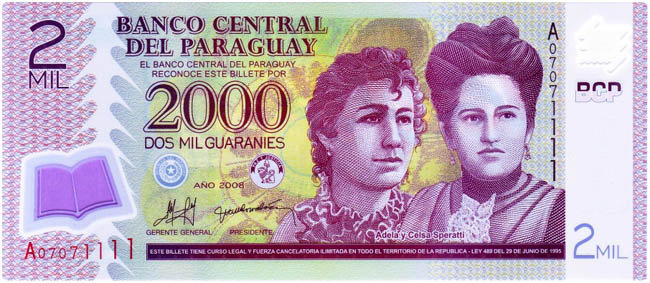 2
MIL
BANCO CENTRAL
DEL PARAGUAY
EL BANCO CENTRAL DEL PARAGUAY
RECONOCE ESTE BILLETE POR
2000
DOS MIL GUARANIES
AÑO 2008
GERENTE GENERAL PRESIDENTE
A07071111
A07071111
BCP
Adela y Celsa Speratti
2 MIL
ESTE BILLETE TIENE CURSO LEGAL Y FUERZA CANCELATORIA ILIMITADA EN TODO EL TERRITORIO DE LA REPUBLICA - LEY 489 DEL 29 DE JUNIO DE 1995